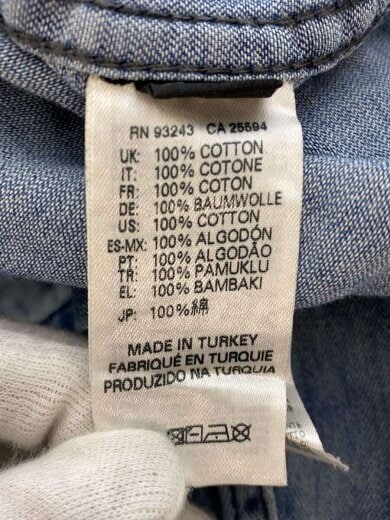 RN 93243 CA 25594
UK: 100% COTTON
IT: 100% COTONE
FR: 100% COTON
DE: 100% BAUMWOLLE
US: 100% COTTON
ES-MX: 100% ALGODÓN
PT: 100% ALGODÃO
TR: 100% PAMUKLU
EL: 100% BAMBAKI
JP: 100%綿
MADE IN TURKEY
FABRIQUÉ EN TURQUIE
PRODUZIDO NA TURQUIA